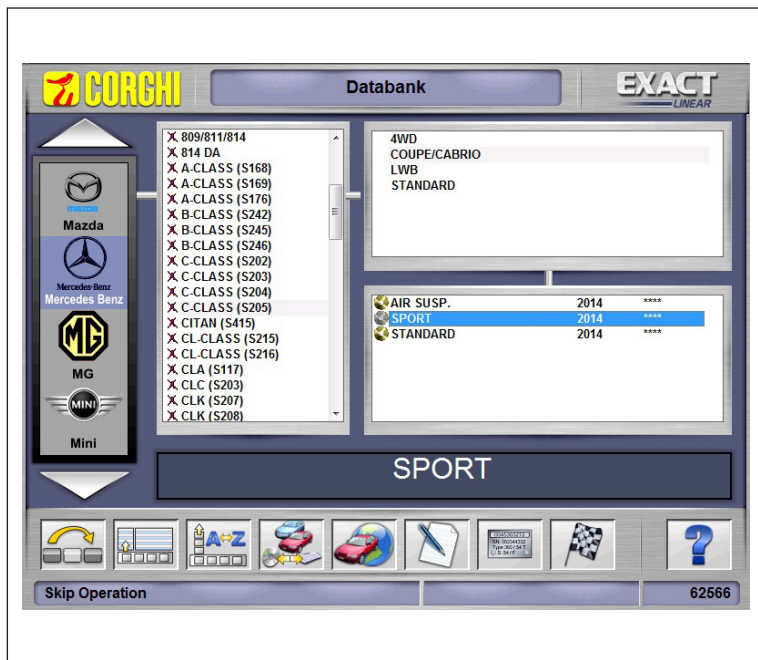 CORGHI
Databank
EXACT
LINEAR
mazda
Mazda
Mercedes-Benz
Mercedes Benz
MG
MG
MINI
Mini
809/811/814
814 DA
A-CLASS (S168)
A-CLASS (S169)
A-CLASS (S176)
B-CLASS (S242)
B-CLASS (S245)
B-CLASS (S246)
C-CLASS (S202)
C-CLASS (S203)
C-CLASS (S204)
C-CLASS (S205)
CITAN (S415)
CL-CLASS (S215)
CL-CLASS (S216)
CLA (S117)
CLC (S203)
CLK (S207)
CLK (S208)
4WD
COUPE/CABRIO
LWB
STANDARD
AIR SUSP. 2014 ****
SPORT 2014 ****
STANDARD 2014 ****
SPORT
A Z
?
Skip Operation
62566